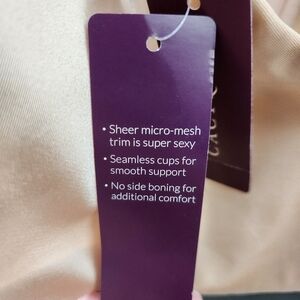 • Sheer micro-mesh
trim is super sexy
• Seamless cups for
smooth support
• No side boning for
additional comfort